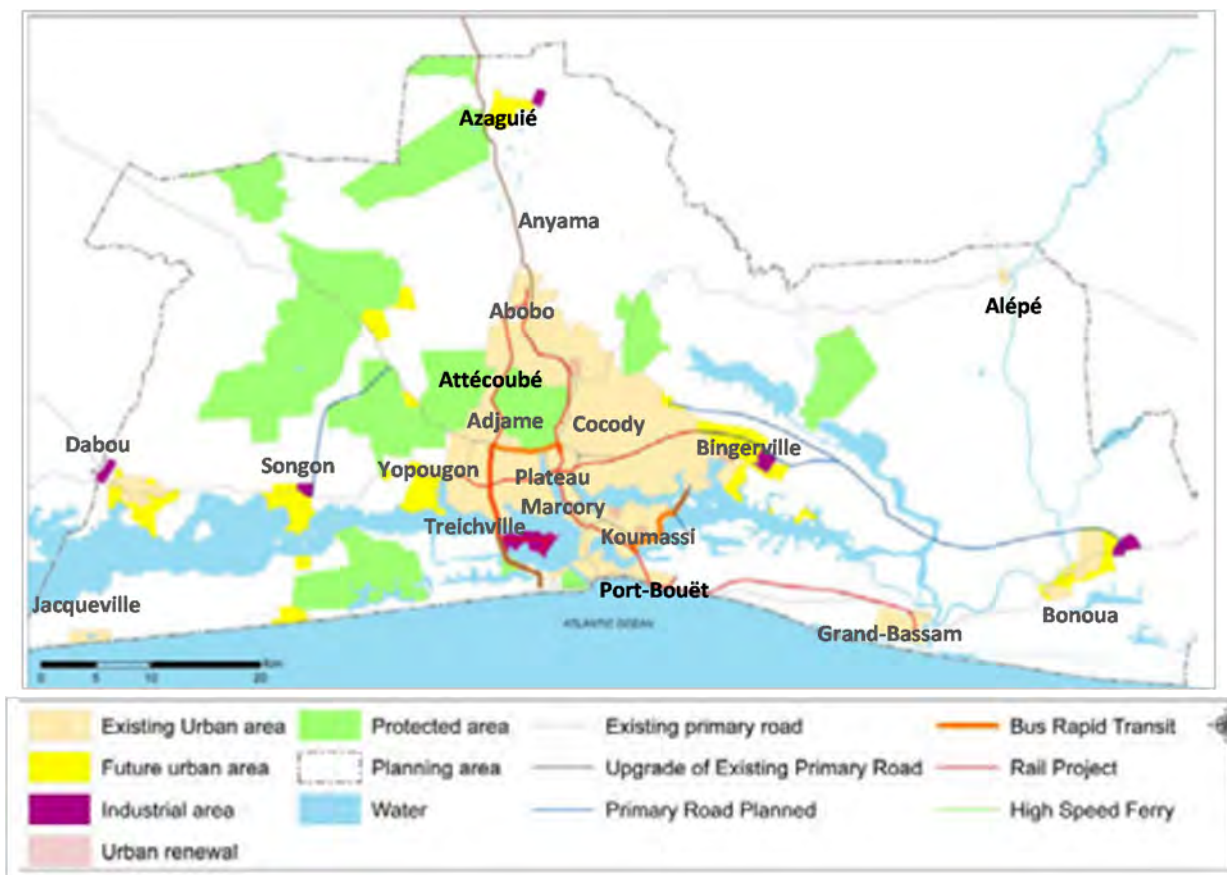 Azaguié
Anyama
Abobo
Alépé
Attécoubé
Adjame
Cocody
Dabou
Songon
Yopougon
Plateau
Bingerville
Marcory
Treichville
Koumassi
Jacqueville
Port-Bouët
Grand-Bassam
Bonoua
ATLANTIC OCEAN
km
0 5 10 20
Existing Urban area
Future urban area
Industrial area
Urban renewal
Protected area
Planning area
Water
Existing primary road
Upgrade of Existing Primary Road
Primary Road Planned
Bus Rapid Transit
Rail Project
High Speed Ferry